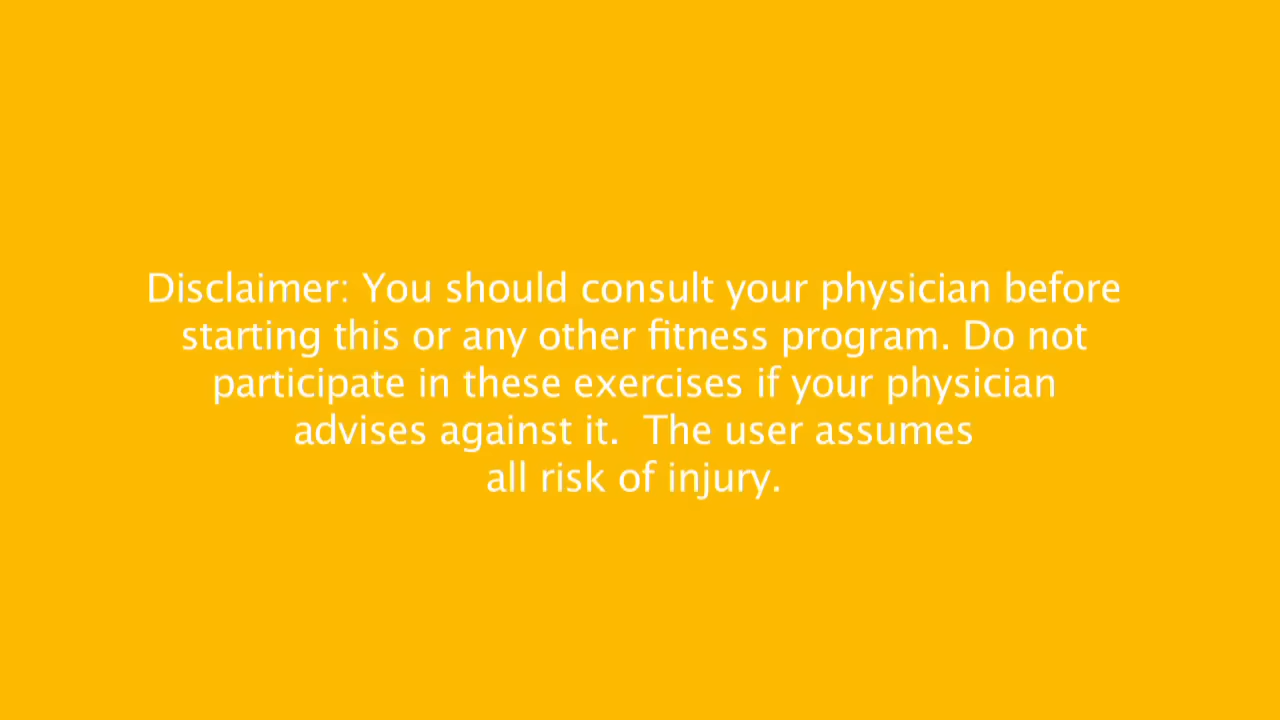 Disclaimer: You should consult your physician before
starting this or any other fitness program. Do not
participate in these exercises if your physician
advises against it.  The user assumes
all risk of injury.